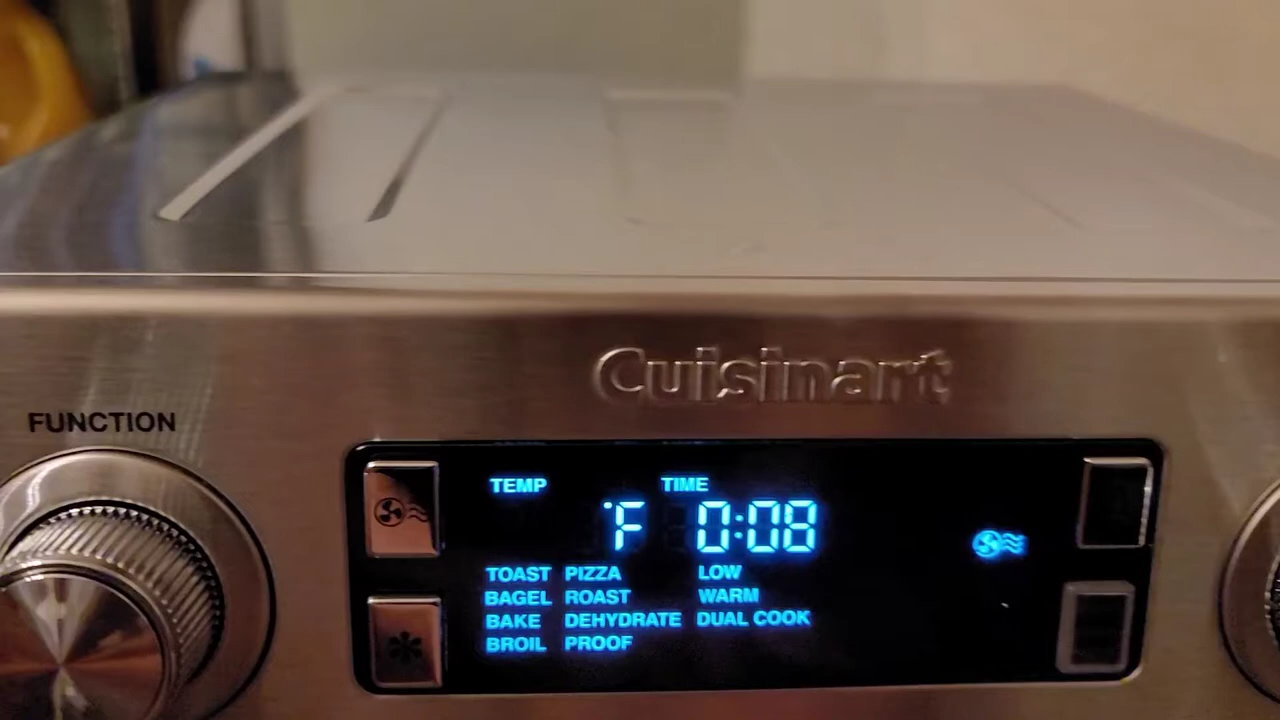 Cuisinart
FUNCTION
TEMP TIME
°F 0:08
TOAST PIZZA LOW
BAGEL ROAST WARM
BAKE DEHYDRATE DUAL COOK
BROIL PROOF